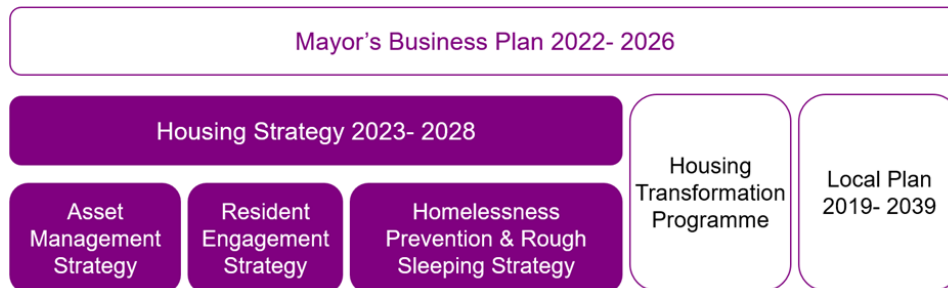 Mayor's Business Plan 2022- 2026
Housing Strategy 2023- 2028
Housing
Transformation
Programme
Local Plan
2019- 2039
Asset
Management
Strategy
Resident
Engagement
Strategy
Homelessness
Prevention & Rough
Sleeping Strategy